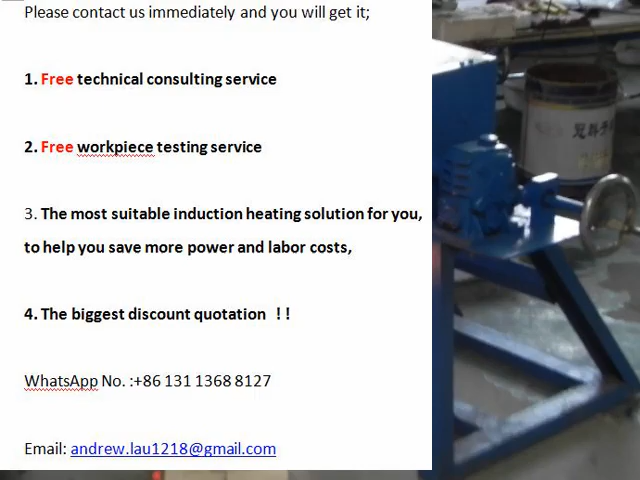 Please contact us immediately and you will get it;
1. Free technical consulting service
2. Free workpiece testing service
3. The most suitable induction heating solution for you,
to help you save more power and labor costs,
4. The biggest discount quotation ! !
WhatsApp No. :+86 131 1368 8127
Email: andrew.lau1218@gmail.com